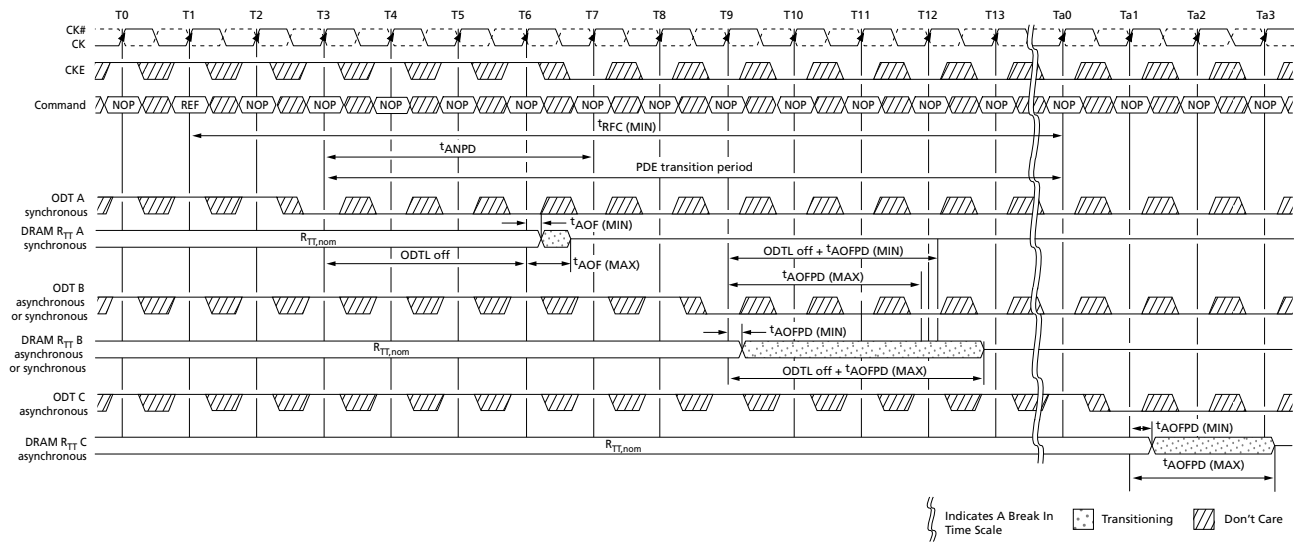 T0 T1 T2 T3 T4 T5 T6 T7 T8 T9 T10 T11 T12 T13 Ta0 Ta1 Ta2 Ta3
CK#
CK
CKE
Command NOP REF NOP NOP NOP NOP NOP NOP NOP NOP NOP NOP NOP NOP NOP NOP NOP NOP
tRFC (MIN)
tANPD
PDE transition period
ODT A
synchronous
tAOF (MIN)
DRAM RTT A
synchronous
RTT,nom
ODTL off
tAOF (MAX)
ODTL off + tAOFPD (MIN)
tAOFPD (MAX)
ODT B
asynchronous
or synchronous
tAOFPD (MIN)
DRAM RTT B
asynchronous
or synchronous
RTT,nom
ODTL off + tAOFPD (MAX)
ODT C
asynchronous
tAOFPD (MIN)
DRAM RTT C
asynchronous
RTT,nom
tAOFPD (MAX)
Indicates A Break In
Time Scale
Transitioning
Don't Care